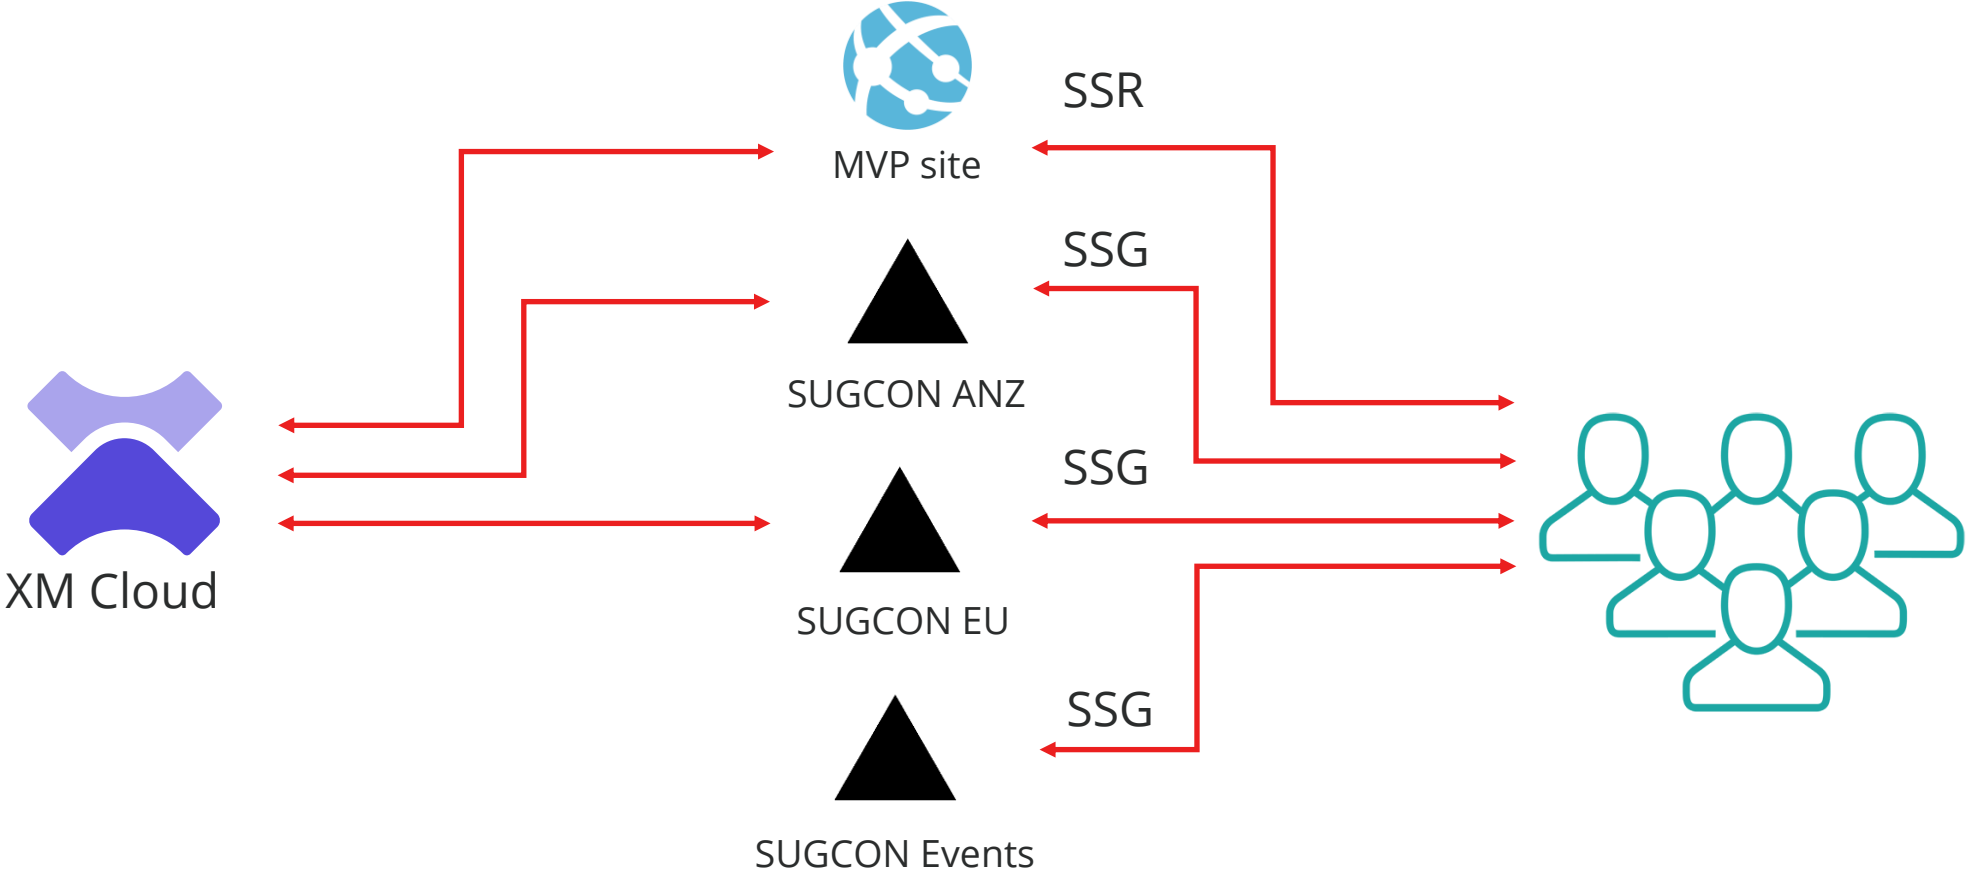 SSR
MVP site
SSG
SUGCON ANZ
SSG
XM Cloud
SUGCON EU
SSG
SUGCON Events